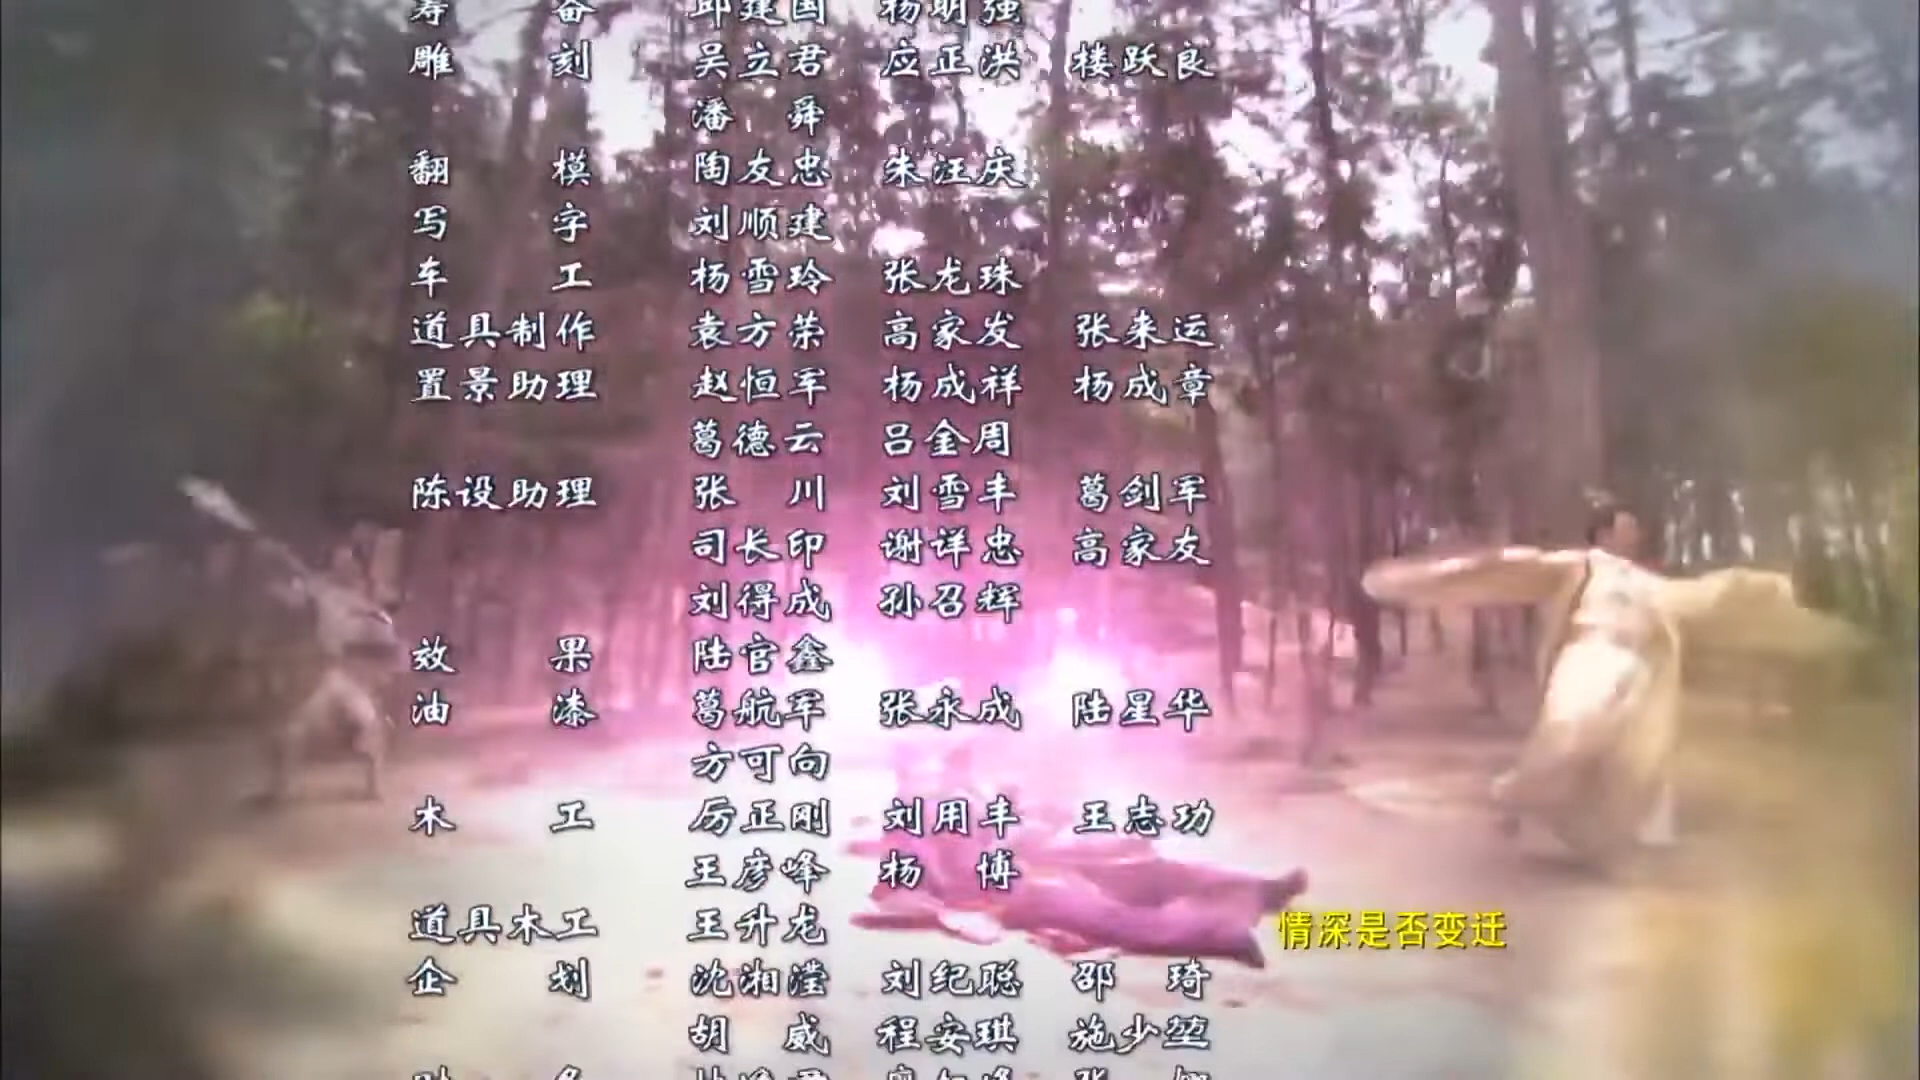 雕刻 吴立君 应正洪 楼跃良
潘舜
翻模 陶友忠 朱汪庆
写字 刘顺建
车工 杨雪玲 张龙珠
道具制作 袁方荣 高家发 张来运
置景助理 赵恒军 杨成祥 杨成章
葛德云 吕金周
陈设助理 张川 刘雪丰 葛剑军
司长印 谢详忠 高家友
刘得成 孙召辉
效果 陆官鑫
油漆 葛航军 张永成 陆星华
方可向
木工 厉正刚 刘用丰 王志功
王彦峰 杨博
道具木工 王升龙
情深是否变迁
企划 沈湘滢 刘纪聪 邵琦
胡威 程安琪 施少堃